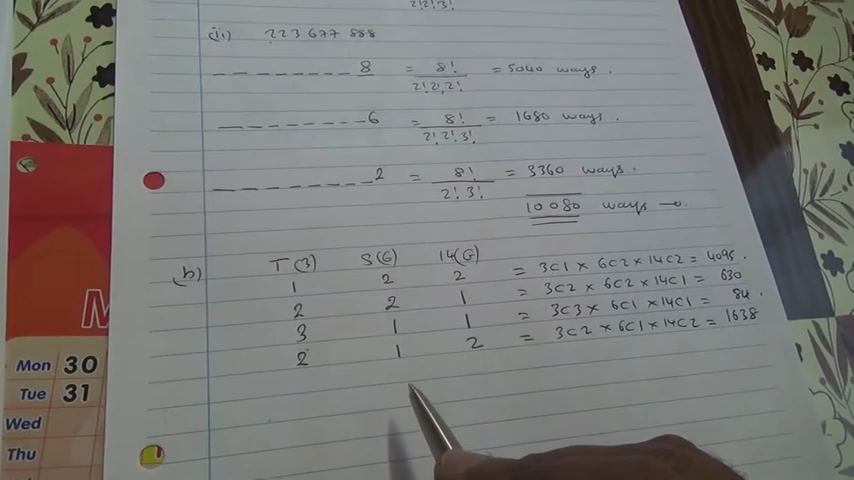 2!2!3!
(ii) 223 677 888
_ _ _ _ _ _ _ _ 8 = 8!/2!2!2! = 5040 ways.
_ _ _ _ _ _ _ _ 6 = 8!/2!2!3! = 1680 ways.
_ _ _ _ _ _ _ _ 2 = 8!/2!3! = 3360 ways.
10080 ways
(b) T(3) S(6) 14(G)
1 2 2 = 3C1 × 6C2 × 14C2 = 4095.
2 2 1 = 3C2 × 6C2 × 14C1 = 630
3 1 1 = 3C3 × 6C1 × 14C1 = 84.
2 1 2 = 3C2 × 6C1 × 14C2 = 1638
M
Mon 30
Tue 31
Wed
Thu